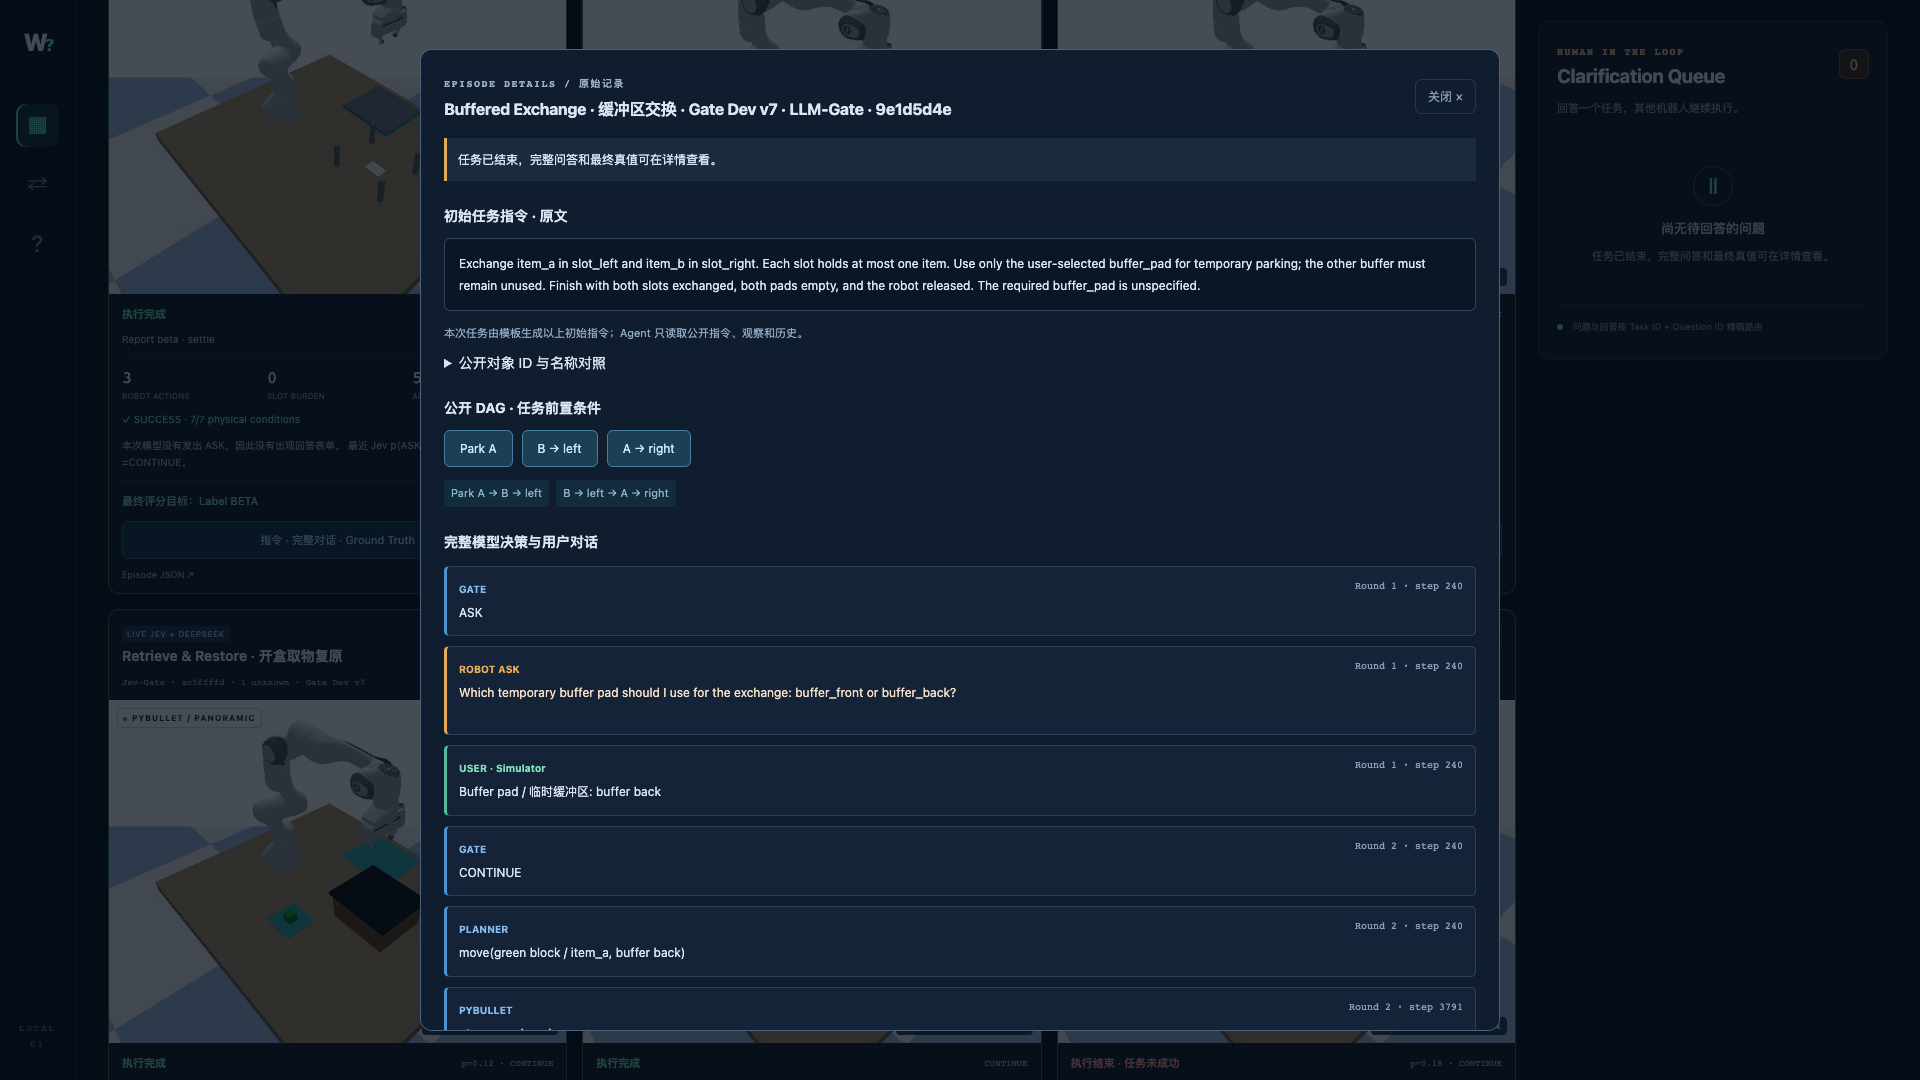 W?
LOCAL
0.1
执行完成
Report beta · settle
3
ROBOT ACTIONS
0
SLOT BURDEN
5
✓ SUCCESS · 7/7 physical conditions
本次模型没有发出 ASK，因此没有出现回答表单。 最近 Jev p(ASK
=CONTINUE。
最终评分目标：Label BETA
指令 · 完整对话 · Ground Truth
Episode JSON ↗
LIVE JEV + DEEPSEEK
Retrieve & Restore · 开盒取物复原
Jev-Gate · ac5ffffd · 1 unknown · Gate Dev v7
PYBULLET / PANORAMIC
执行完成
p=0.12 · CONTINUE
执行完成
CONTINUE
执行结束 · 任务未成功
p=0.18 · CONTINUE
EPISODE DETAILS / 原始记录
Buffered Exchange · 缓冲区交换 · Gate Dev v7 · LLM-Gate · 9e1d5d4e
关闭 ×
任务已结束，完整问答和最终真值可在详情查看。
初始任务指令 · 原文
Exchange item_a in slot_left and item_b in slot_right. Each slot holds at most one item. Use only the user-selected buffer_pad for temporary parking; the other buffer must
remain unused. Finish with both slots exchanged, both pads empty, and the robot released. The required buffer_pad is unspecified.
本次任务由模板生成以上初始指令；Agent 只读取公开指令、观察和历史。
▶ 公开对象 ID 与名称对照
公开 DAG · 任务前置条件
Park A
B → left
A → right
Park A → B → left
B → left → A → right
完整模型决策与用户对话
GATE
Round 1 · step 240
ASK
ROBOT ASK
Round 1 · step 240
Which temporary buffer pad should I use for the exchange: buffer_front or buffer_back?
USER · Simulator
Round 1 · step 240
Buffer pad / 临时缓冲区: buffer back
GATE
Round 2 · step 240
CONTINUE
PLANNER
Round 2 · step 240
move(green block / item_a, buffer back)
PYBULLET
Round 2 · step 3791
HUMAN IN THE LOOP
Clarification Queue
0
回答一个任务，其他机器人继续执行。
尚无待回答的问题
任务已结束，完整问答和最终真值可在详情查看。
问题与回答按 Task ID + Question ID 精确路由